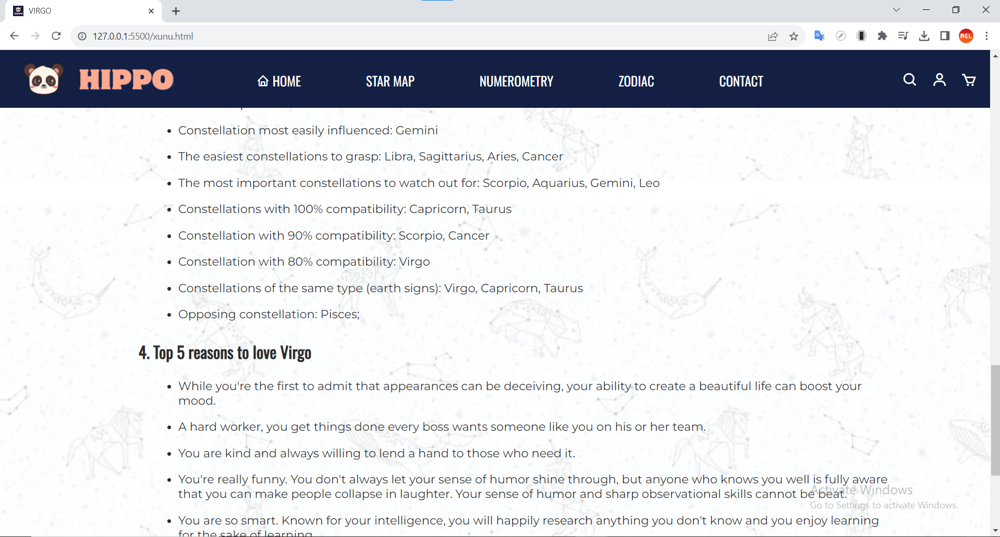 VIRGO
127.0.0.1:5500/xunu.html
DEL
HIPPO
HOME
STAR MAP
NUMEROMETRY
ZODIAC
CONTACT
• Constellation most easily influenced: Gemini
• The easiest constellations to grasp: Libra, Sagittarius, Aries, Cancer
• The most important constellations to watch out for: Scorpio, Aquarius, Gemini, Leo
• Constellations with 100% compatibility: Capricorn, Taurus
• Constellation with 90% compatibility: Scorpio, Cancer
• Constellation with 80% compatibility: Virgo
• Constellations of the same type (earth signs): Virgo, Capricorn, Taurus
• Opposing constellation: Pisces;
4. Top 5 reasons to love Virgo
• While you're the first to admit that appearances can be deceiving, your ability to create a beautiful life can boost your
mood.
• A hard worker, you get things done every boss wants someone like you on his or her team.
• You are kind and always willing to lend a hand to those who need it.
• You're really funny. You don't always let your sense of humor shine through, but anyone who knows you well is fully aware
that you can make people collapse in laughter. Your sense of humor and sharp observational skills cannot be beat.
Activate Windows
Go to Settings to activate Windows.
• You are so smart. Known for your intelligence, you will happily research anything you don't know and you enjoy learning
for the sake of learning